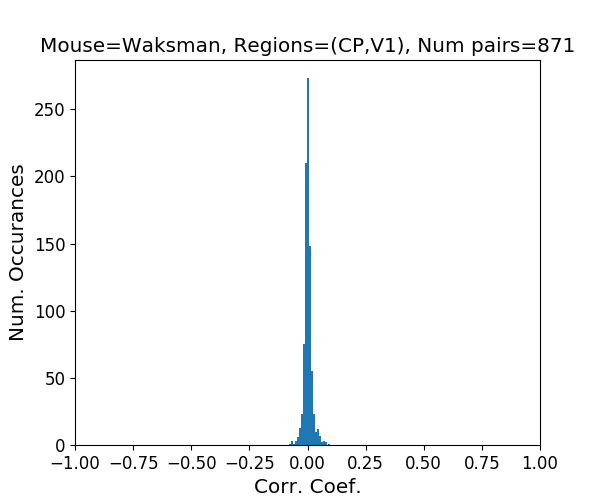 Mouse=Waksman, Regions=(CP,V1), Num pairs=871
250
200
150
100
50
0
Num. Occurances
−1.00 −0.75 −0.50 −0.25 0.00 0.25 0.50 0.75 1.00
Corr. Coef.